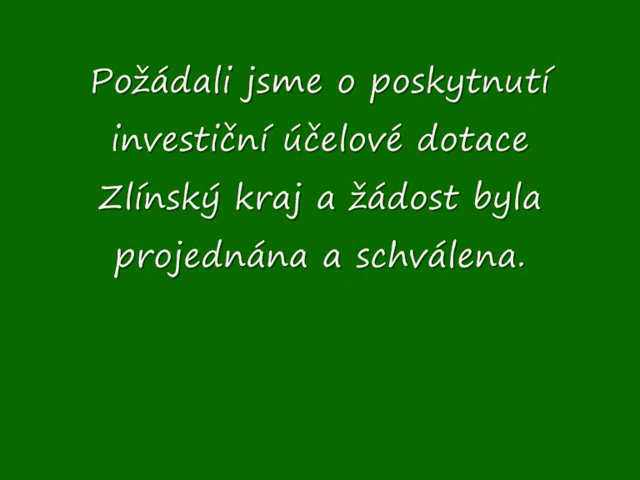 Požádali jsme o poskytnutí
investiční účelové dotace
Zlínský kraj a žádost byla
projednána a schválena.